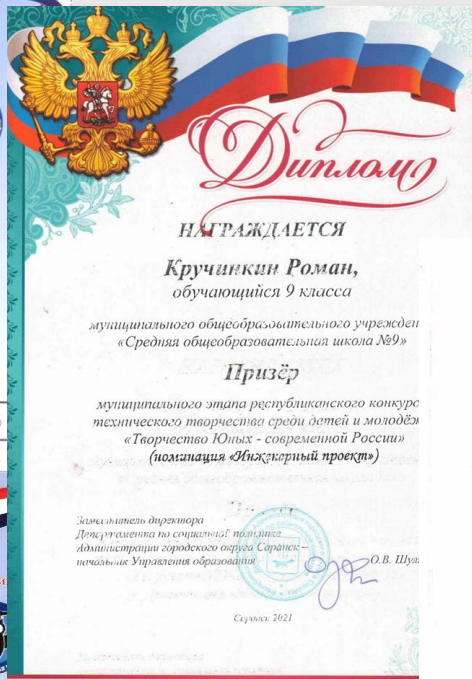 Диплом
НАГРАЖДАЕТСЯ
Кручинкин Роман,
обучающийся 9 класса
муниципального общеобразовательного учрежден
«Средняя общеобразовательная школа №9»
Призёр
муниципального этапа республиканского конкурс
технического творчества среди детей и молодёж
«Творчество Юных - современной России»
(номинация «Инженерный проект»)
Заместитель директора
Департамента по социальной политике
Администрации городского округа Саранск –
начальник Управления образования
О.В. Шул
Саранск 2021